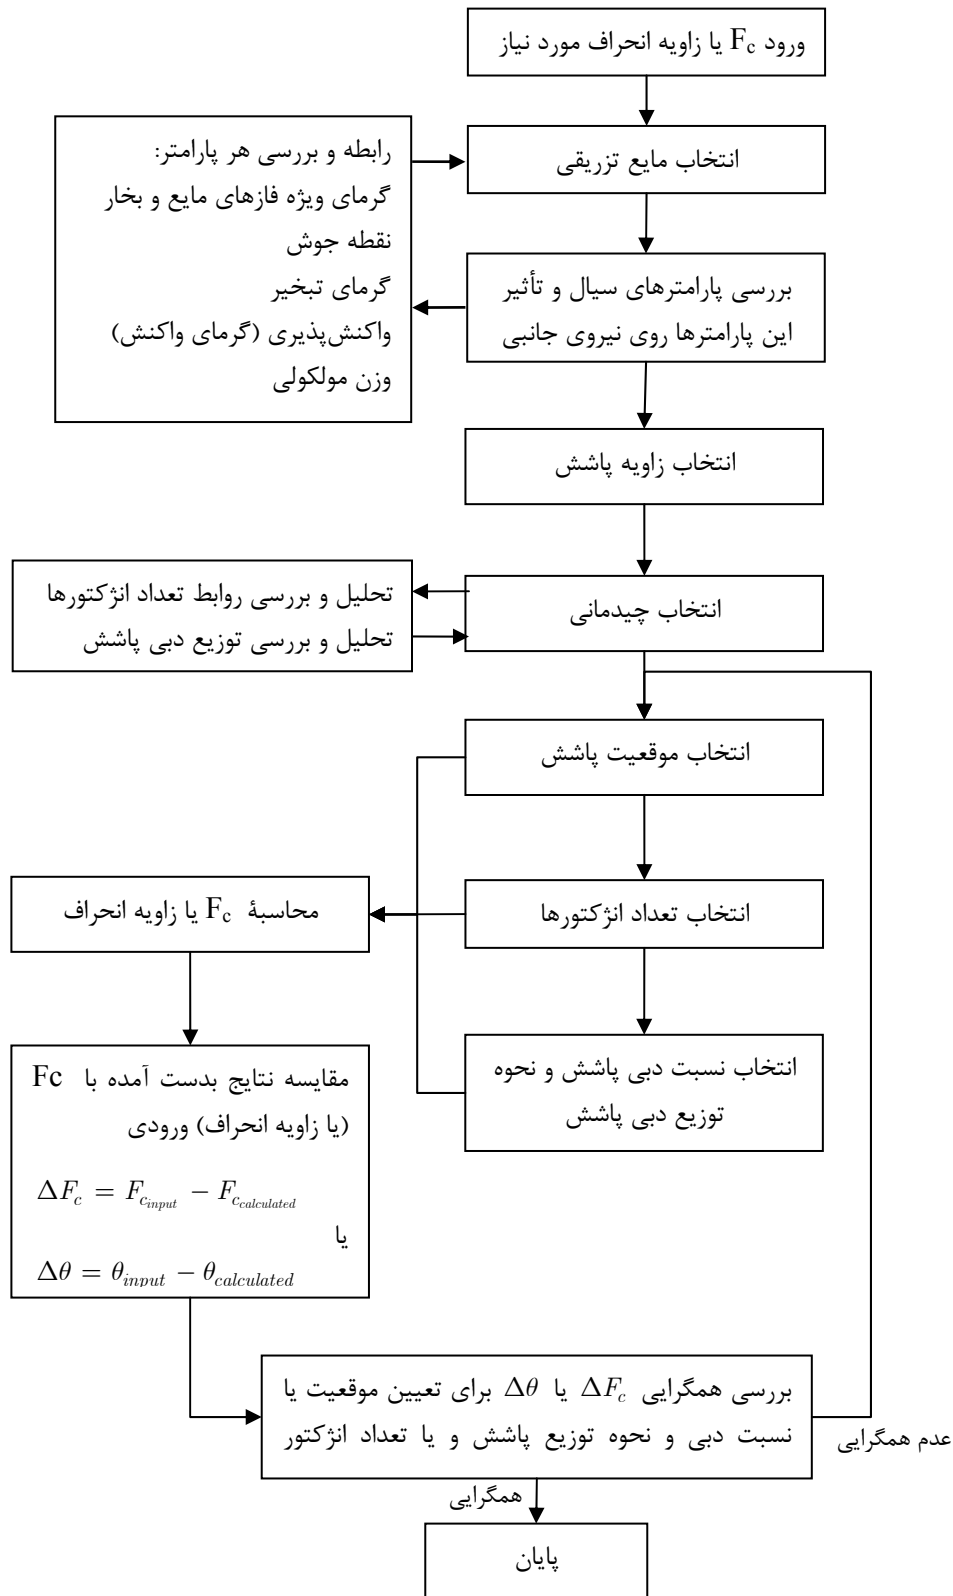 ورود Fc یا زاویه انحراف مورد نیاز
انتخاب مایع تزریقی
رابطه و بررسی هر پارامتر:
گرمای ویژه فازهای مایع و بخار
نقطه جوش
گرمای تبخیر
واکنش‌پذیری (گرمای واکنش)
وزن مولکولی
بررسی پارامترهای سیال و تأثیر
این پارامترها روی نیروی جانبی
انتخاب زاویه پاشش
انتخاب چیدمانی
تحلیل و بررسی روابط تعداد انژکتورها
تحلیل و بررسی توزیع دبی پاشش
انتخاب موقعیت پاشش
انتخاب تعداد انژکتورها
انتخاب نسبت دبی پاشش و نحوه
توزیع دبی پاشش
محاسبۀ Fc یا زاویه انحراف
مقایسه نتایج بدست آمده با Fc
(یا زاویه انحراف) ورودی
ΔFc = Fc_input − Fc_calculated
یا
Δθ = θ_input − θ_calculated
بررسی همگرایی ΔFc یا Δθ برای تعیین موقعیت یا
نسبت دبی و نحوه توزیع پاشش و یا تعداد انژکتور
عدم همگرایی
همگرایی
پایان